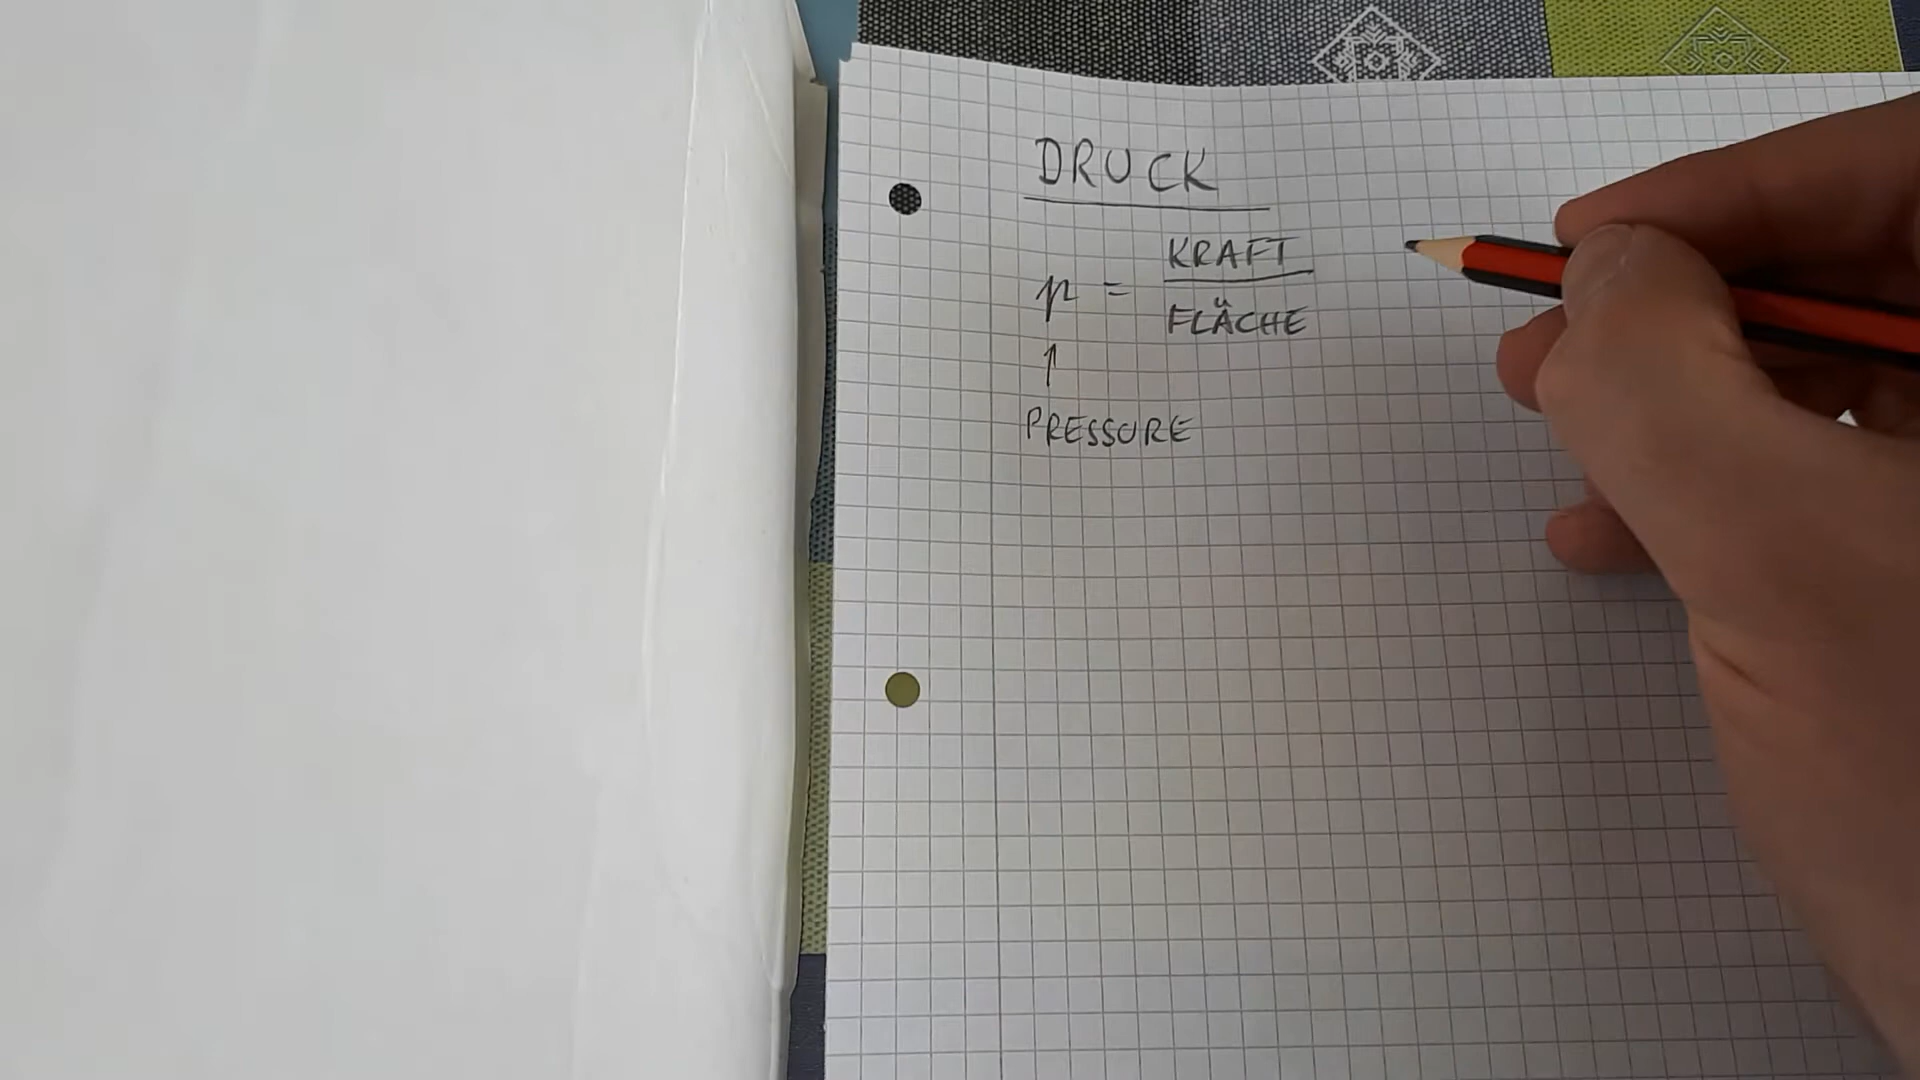 DRUCK
p = KRAFT
FLÄCHE
↑
PRESSURE